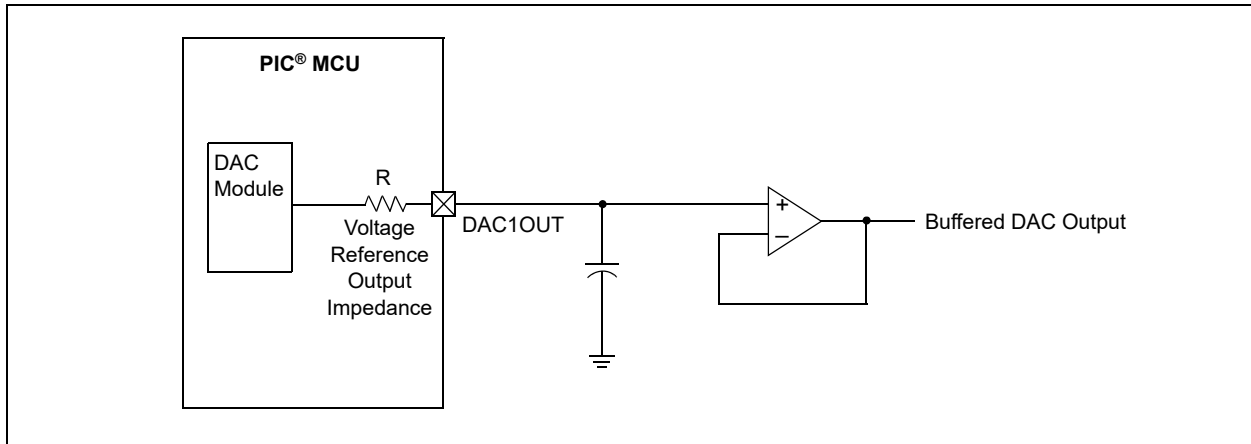 PIC® MCU
DAC
Module
R
Voltage
Reference
Output
Impedance
DAC1OUT
+
–
Buffered DAC Output